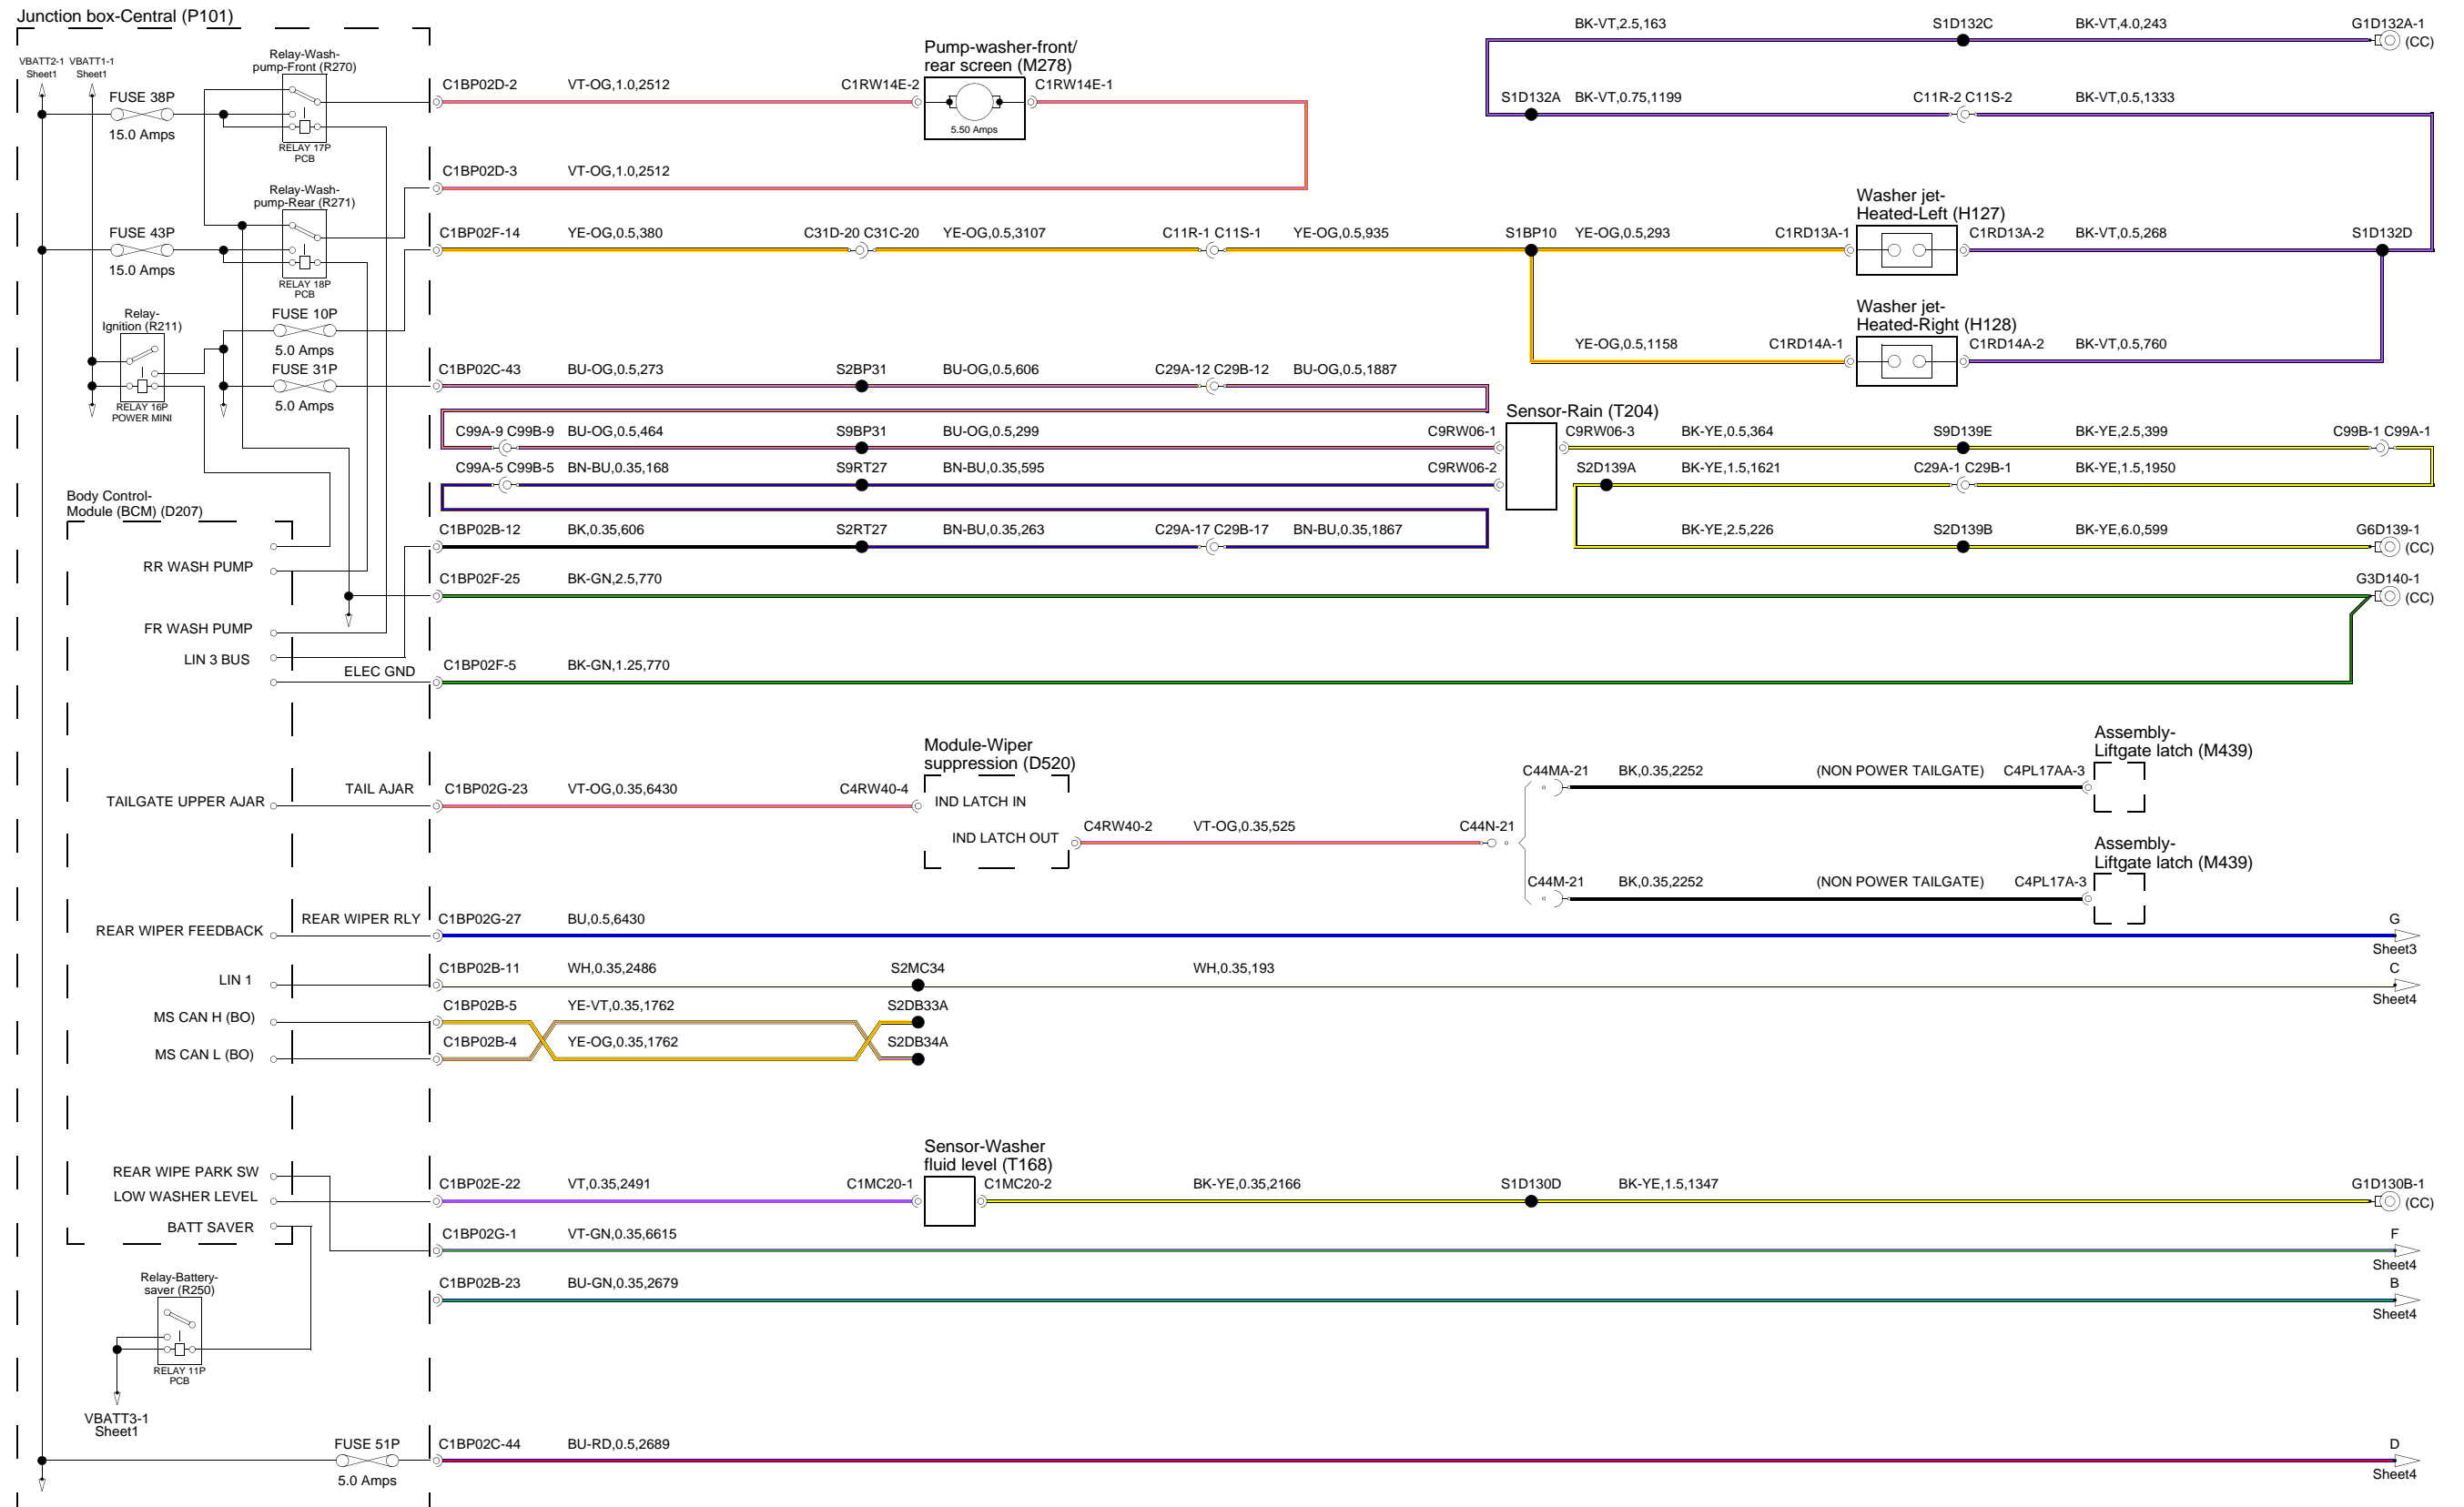 Junction box-Central (P101)
VBATT2-1
Sheet1
VBATT1-1
Sheet1
FUSE 38P
15.0 Amps
Relay-Wash-
pump-Front (R270)
RELAY 17P
PCB
C1BP02D-2
VT-OG,1.0,2512
C1RW14E-2
Pump-washer-front/
rear screen (M278)
5.50 Amps
C1RW14E-1
BK-VT,2.5,163
S1D132C
BK-VT,4.0,243
G1D132A-1
(CC)
S1D132A
BK-VT,0.75,1199
C11R-2 C11S-2
BK-VT,0.5,1333
C1BP02D-3
VT-OG,1.0,2512
Relay-Wash-
pump-Rear (R271)
RELAY 18P
PCB
FUSE 43P
15.0 Amps
C1BP02F-14
YE-OG,0.5,380
C31D-20 C31C-20
YE-OG,0.5,3107
C11R-1 C11S-1
YE-OG,0.5,935
S1BP10
YE-OG,0.5,293
C1RD13A-1
Washer jet-
Heated-Left (H127)
C1RD13A-2
BK-VT,0.5,268
S1D132D
YE-OG,0.5,1158
C1RD14A-1
Washer jet-
Heated-Right (H128)
C1RD14A-2
BK-VT,0.5,760
Relay-
Ignition (R211)
RELAY 16P
POWER MINI
FUSE 10P
5.0 Amps
FUSE 31P
5.0 Amps
C1BP02C-43
BU-OG,0.5,273
S2BP31
BU-OG,0.5,606
C29A-12 C29B-12
BU-OG,0.5,1887
C99A-9 C99B-9
BU-OG,0.5,464
S9BP31
BU-OG,0.5,299
C9RW06-1
Sensor-Rain (T204)
C9RW06-3
BK-YE,0.5,364
S9D139E
BK-YE,2.5,399
C99B-1 C99A-1
C99A-5 C99B-5
BN-BU,0.35,168
S9RT27
BN-BU,0.35,595
C9RW06-2
S2D139A
BK-YE,1.5,1621
C29A-1 C29B-1
BK-YE,1.5,1950
Body Control-
Module (BCM) (D207)
C1BP02B-12
BK,0.35,606
S2RT27
BN-BU,0.35,263
C29A-17 C29B-17
BN-BU,0.35,1867
BK-YE,2.5,226
S2D139B
BK-YE,6.0,599
G6D139-1
(CC)
RR WASH PUMP
C1BP02F-25
BK-GN,2.5,770
G3D140-1
(CC)
FR WASH PUMP
LIN 3 BUS
ELEC GND
C1BP02F-5
BK-GN,1.25,770
TAILGATE UPPER AJAR
TAIL AJAR
C1BP02G-23
VT-OG,0.35,6430
C4RW40-4
Module-Wiper
suppression (D520)
IND LATCH IN
IND LATCH OUT
C4RW40-2
VT-OG,0.35,525
C44N-21
C44MA-21
BK,0.35,2252
(NON POWER TAILGATE)
C4PL17AA-3
Assembly-
Liftgate latch (M439)
C44M-21
BK,0.35,2252
(NON POWER TAILGATE)
C4PL17A-3
Assembly-
Liftgate latch (M439)
REAR WIPER FEEDBACK
REAR WIPER RLY
C1BP02G-27
BU,0.5,6430
G
Sheet3
LIN 1
C1BP02B-11
WH,0.35,2486
S2MC34
WH,0.35,193
C
Sheet4
MS CAN H (BO)
C1BP02B-5
YE-VT,0.35,1762
S2DB33A
MS CAN L (BO)
C1BP02B-4
YE-OG,0.35,1762
S2DB34A
REAR WIPE PARK SW
LOW WASHER LEVEL
C1BP02E-22
VT,0.35,2491
C1MC20-1
Sensor-Washer
fluid level (T168)
C1MC20-2
BK-YE,0.35,2166
S1D130D
BK-YE,1.5,1347
G1D130B-1
(CC)
BATT SAVER
C1BP02G-1
VT-GN,0.35,6615
F
Sheet4
C1BP02B-23
BU-GN,0.35,2679
B
Sheet4
Relay-Battery-
saver (R250)
RELAY 11P
PCB
VBATT3-1
Sheet1
FUSE 51P
5.0 Amps
C1BP02C-44
BU-RD,0.5,2689
D
Sheet4